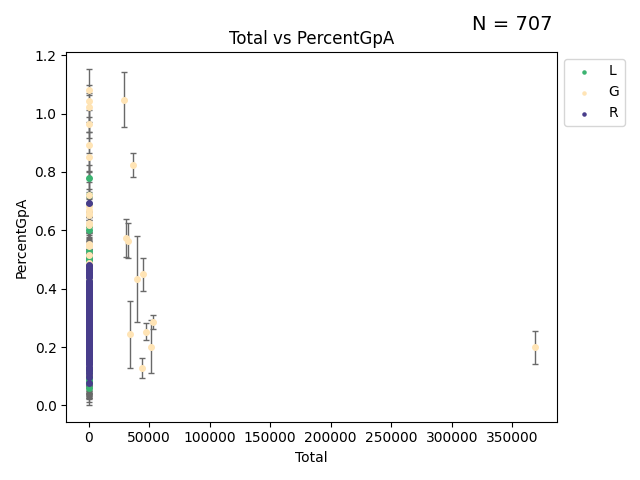 N = 707
Total vs PercentGpA
1.2
1.0
0.8
0.6
0.4
0.2
0.0
PercentGpA
0 50000 100000 150000 200000 250000 300000 350000
Total
L
G
R